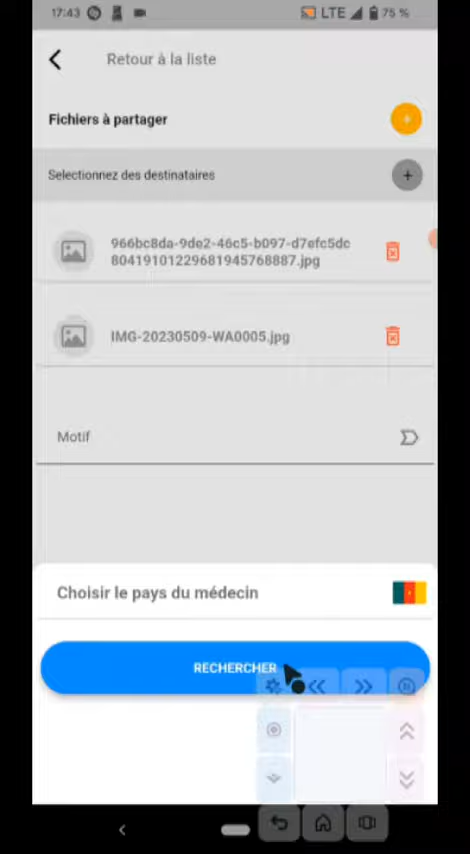 17:43 LTE 75 %
Retour à la liste
Fichiers à partager
Selectionnez des destinataires
966bc8da-9de2-46c5-b097-d7efc5dc
80419101229681945768887.jpg
IMG-20230509-WA0005.jpg
Motif
Choisir le pays du médecin
RECHERCHER